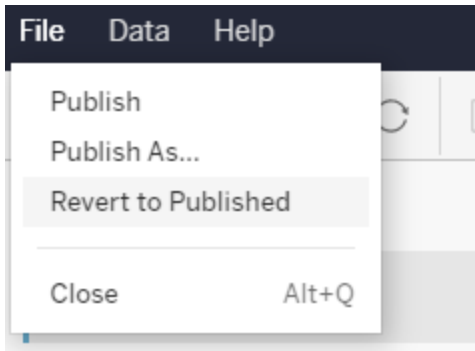 File Data Help
Publish
Publish As...
Revert to Published
Close Alt+Q